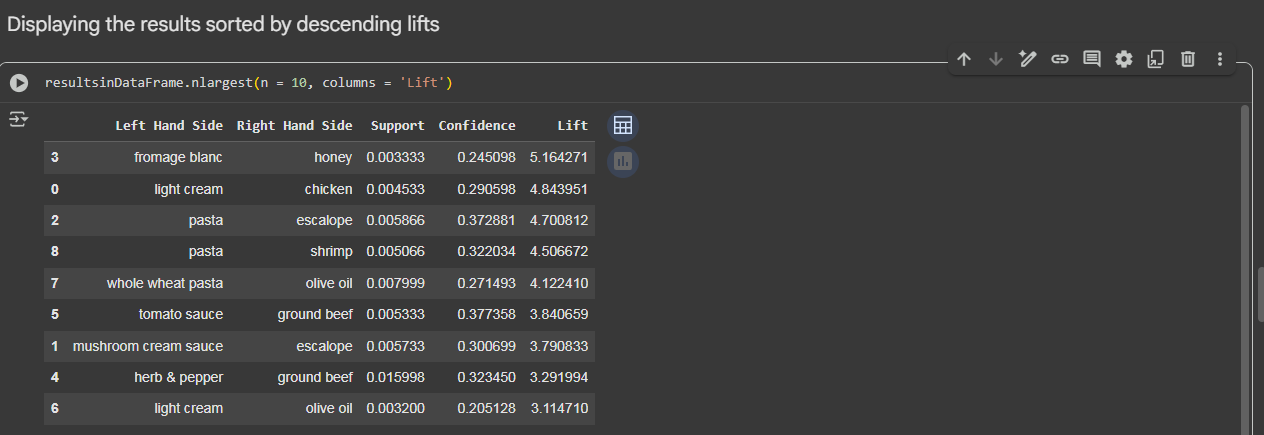 Displaying the results sorted by descending lifts
resultsinDataFrame.nlargest(n = 10, columns = 'Lift')
Left Hand Side Right Hand Side Support Confidence Lift
3 fromage blanc honey 0.003333 0.245098 5.164271
0 light cream chicken 0.004533 0.290598 4.843951
2 pasta escalope 0.005866 0.372881 4.700812
8 pasta shrimp 0.005066 0.322034 4.506672
7 whole wheat pasta olive oil 0.007999 0.271493 4.122410
5 tomato sauce ground beef 0.005333 0.377358 3.840659
1 mushroom cream sauce escalope 0.005733 0.300699 3.790833
4 herb & pepper ground beef 0.015998 0.323450 3.291994
6 light cream olive oil 0.003200 0.205128 3.114710